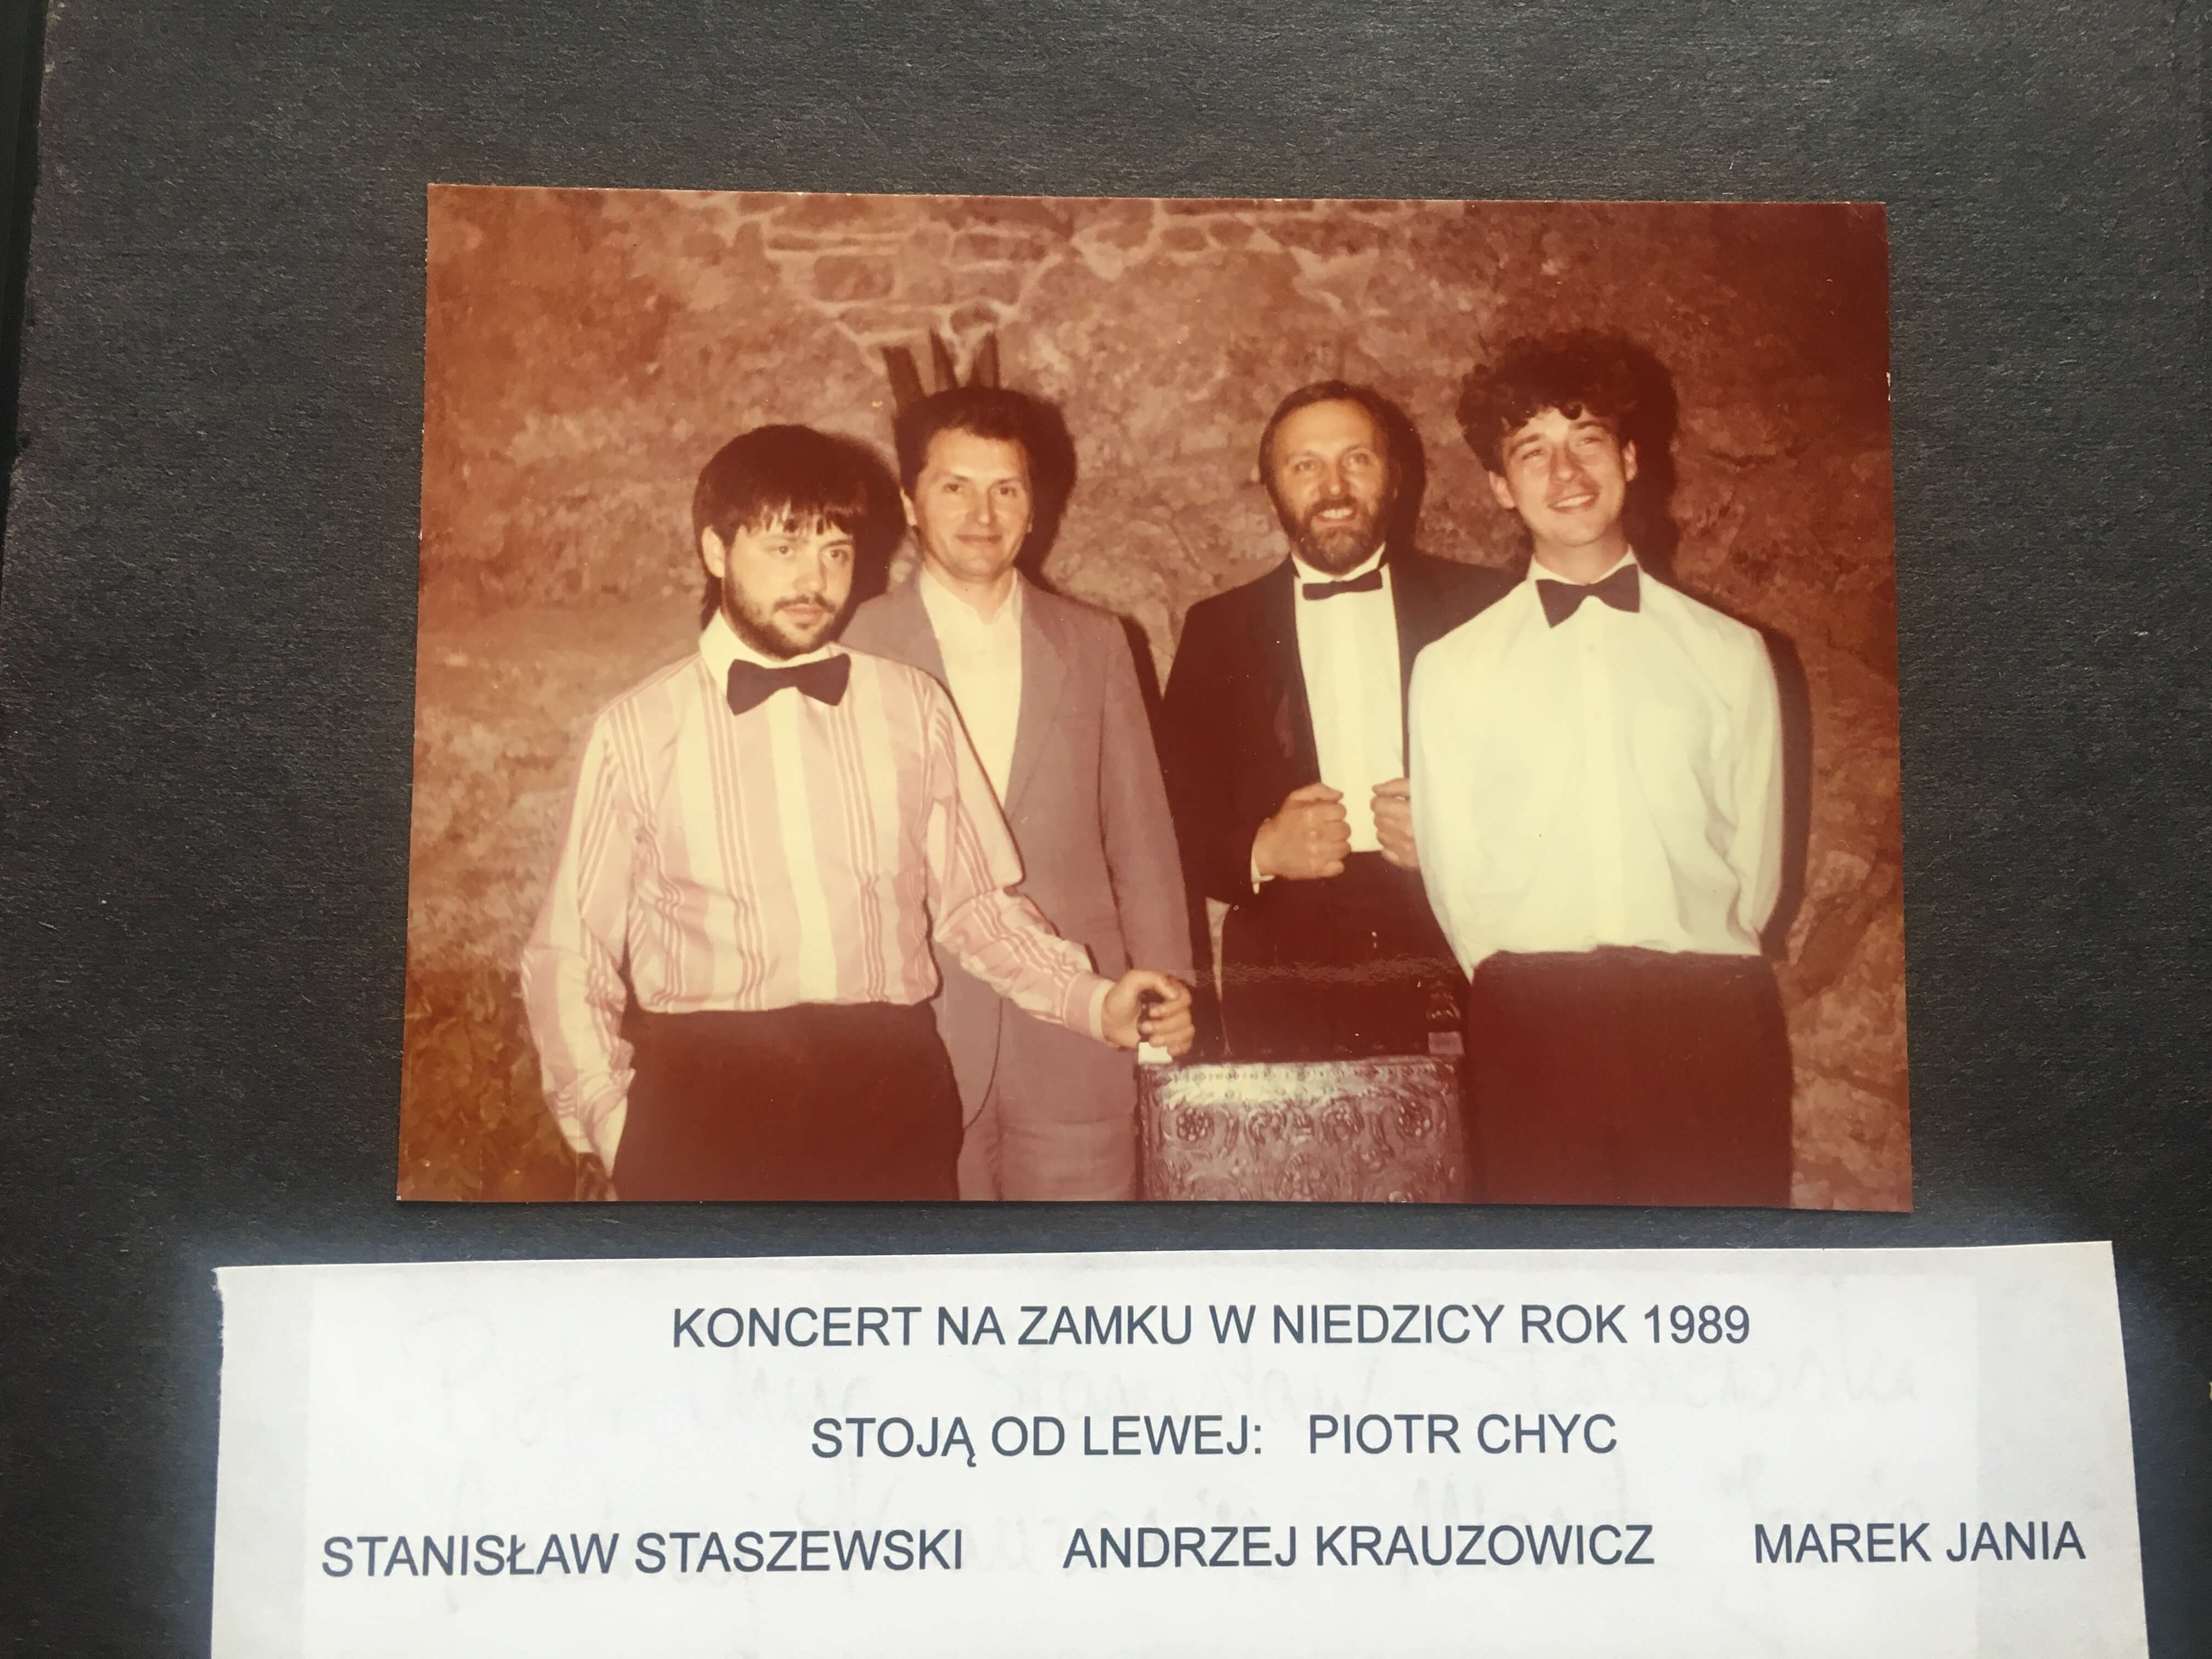 KONCERT NA ZAMKU W NIEDZICY ROK 1989
STOJĄ OD LEWEJ: PIOTR CHYC
STANISŁAW STASZEWSKI ANDRZEJ KRAUZOWICZ MAREK JANIA